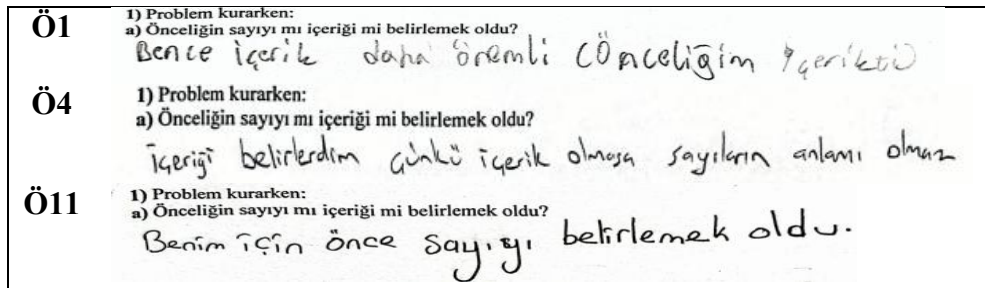 Ö1
1) Problem kurarken:
a) Önceliğin sayıyı mı içeriği mi belirlemek oldu?
Bence içerik daha önemli (Önceliğim içerikti)
Ö4
1) Problem kurarken:
a) Önceliğin sayıyı mı içeriği mi belirlemek oldu?
içeriği belirlerdim çünkü içerik olmasa sayıların anlamı olmaz
Ö11
1) Problem kurarken:
a) Önceliğin sayıyı mı içeriği mi belirlemek oldu?
Benim için önce sayıyı belirlemek oldu.